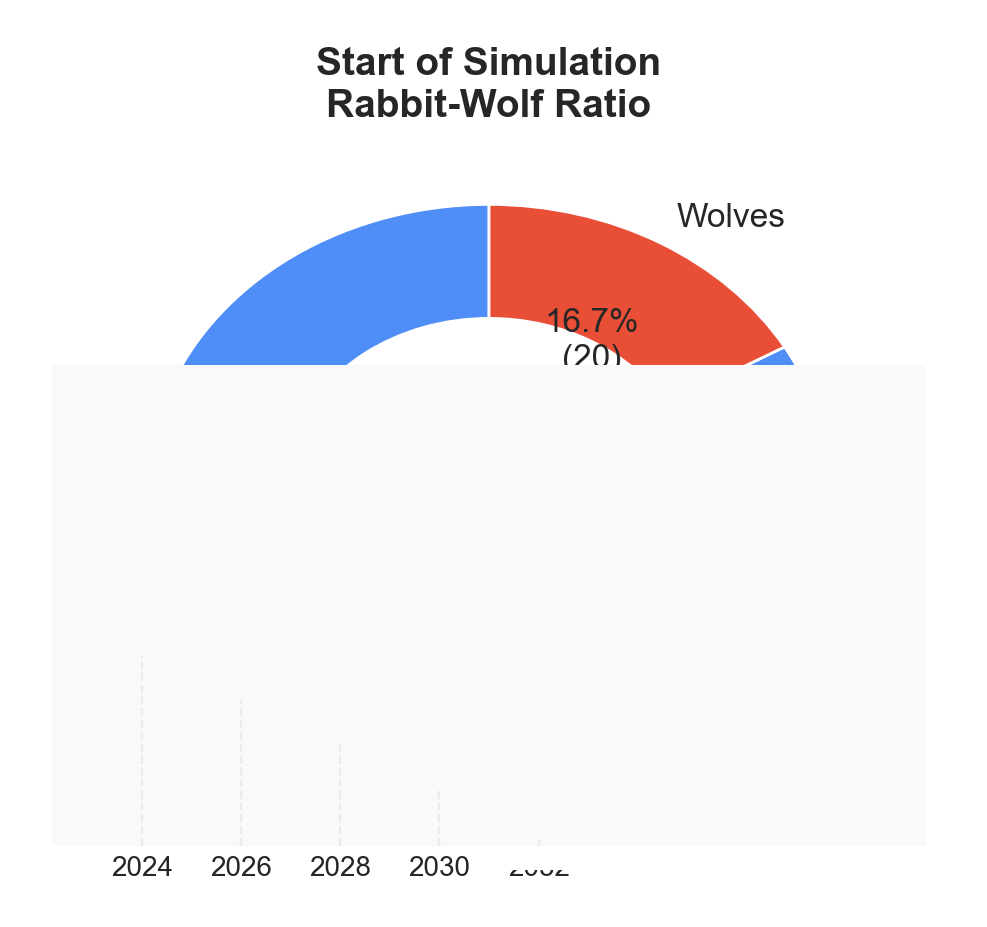 Start of Simulation
Rabbit-Wolf Ratio
Wolves
16.7%
(20)
2024 2026 2028 2030